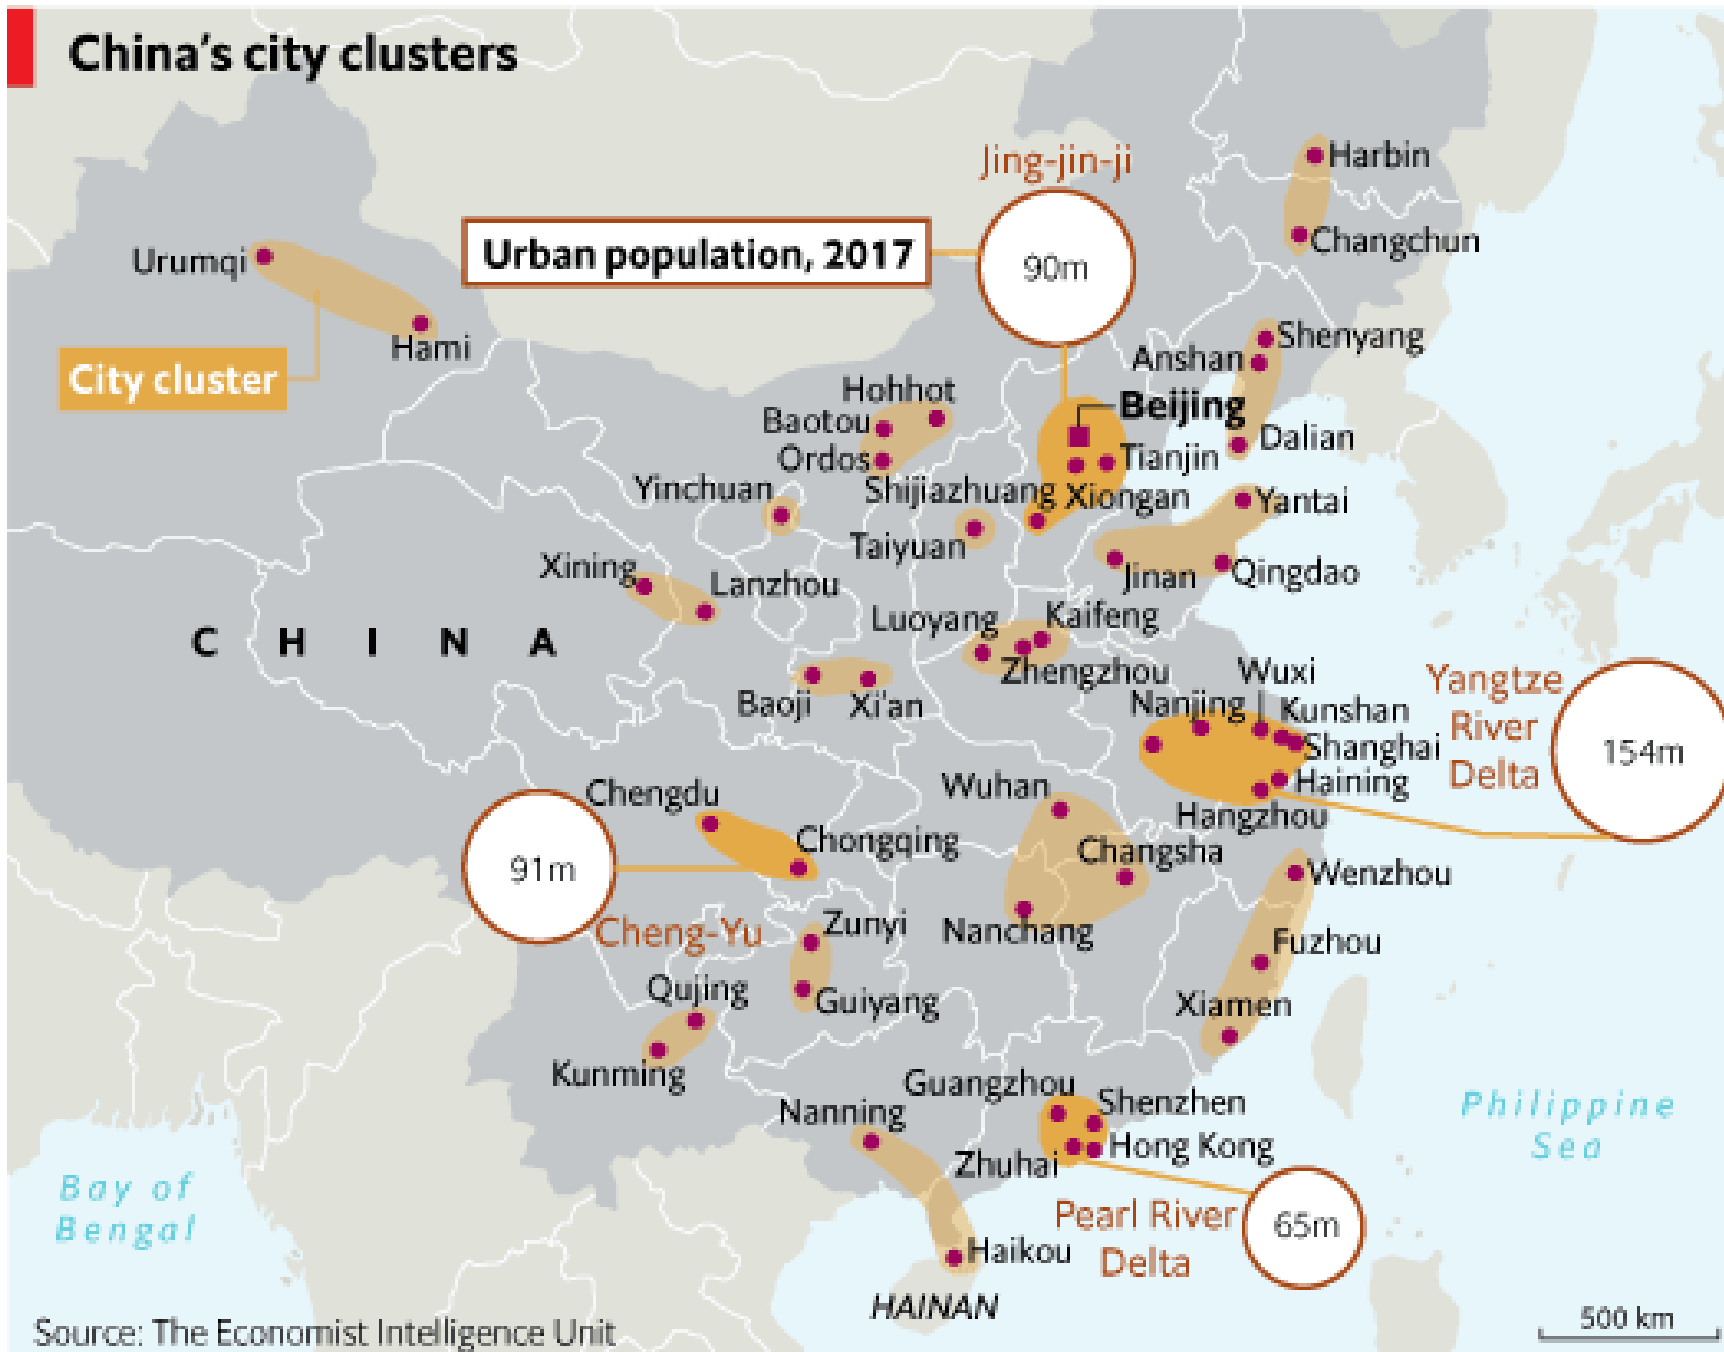 China's city clusters
Jing-jin-ji
Harbin
Changchun
Urban population, 2017
90m
Urumqi
Hami
City cluster
Shenyang
Anshan
Hohhot
Baotou
Ordos
Beijing
Dalian
Tianjin
Yinchuan
Shijiazhuang
Xiongan
Yantai
Taiyuan
Xining
Lanzhou
Jinan
Qingdao
Luoyang
Kaifeng
Zhengzhou
CHINA
Baoji
Xi'an
Wuxi
Nanjing
Kunshan
Shanghai
Haining
Hangzhou
Yangtze
River
Delta
154m
Wuhan
Chengdu
Chongqing
91m
Cheng-Yu
Changsha
Nanchang
Wenzhou
Fuzhou
Xiamen
Zunyi
Guiyang
Qujing
Kunming
Guangzhou
Shenzhen
Nanning
Hong Kong
Zhuhai
Philippine
Sea
Bay of
Bengal
Pearl River
Delta
65m
Haikou
HAINAN
500 km
Source: The Economist Intelligence Unit